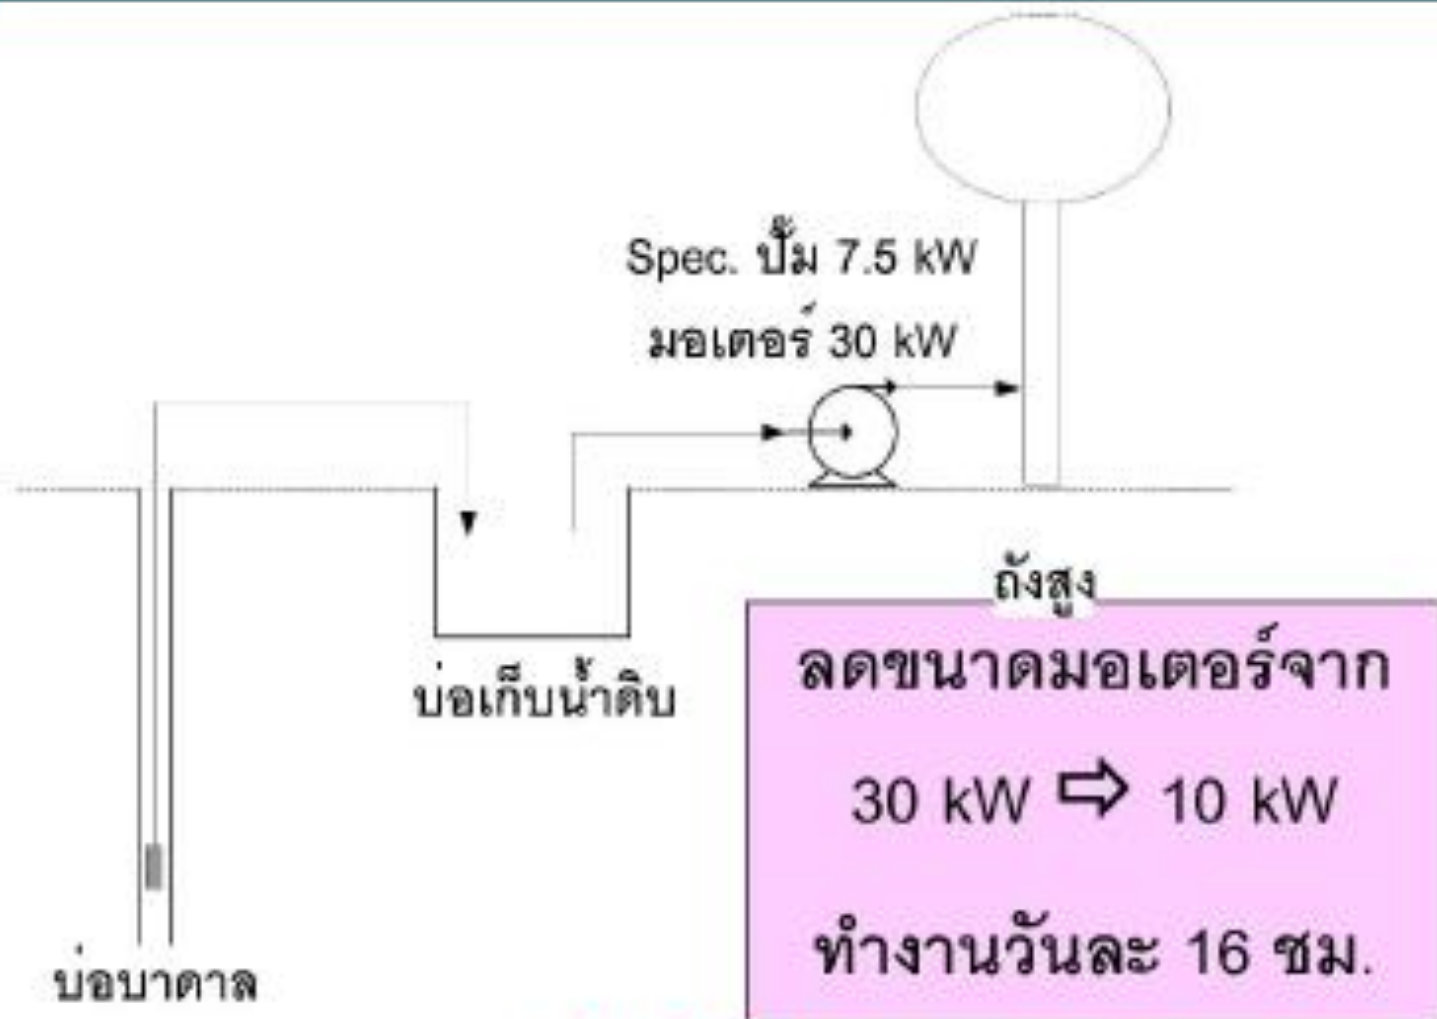 Spec. ปั๊ม 7.5 kW
มอเตอร์ 30 kW
ถังสูง
บ่อเก็บน้ำดิบ
บ่อบาดาล
ลดขนาดมอเตอร์จาก
30 kW ⇨ 10 kW
ทำงานวันละ 16 ชม.